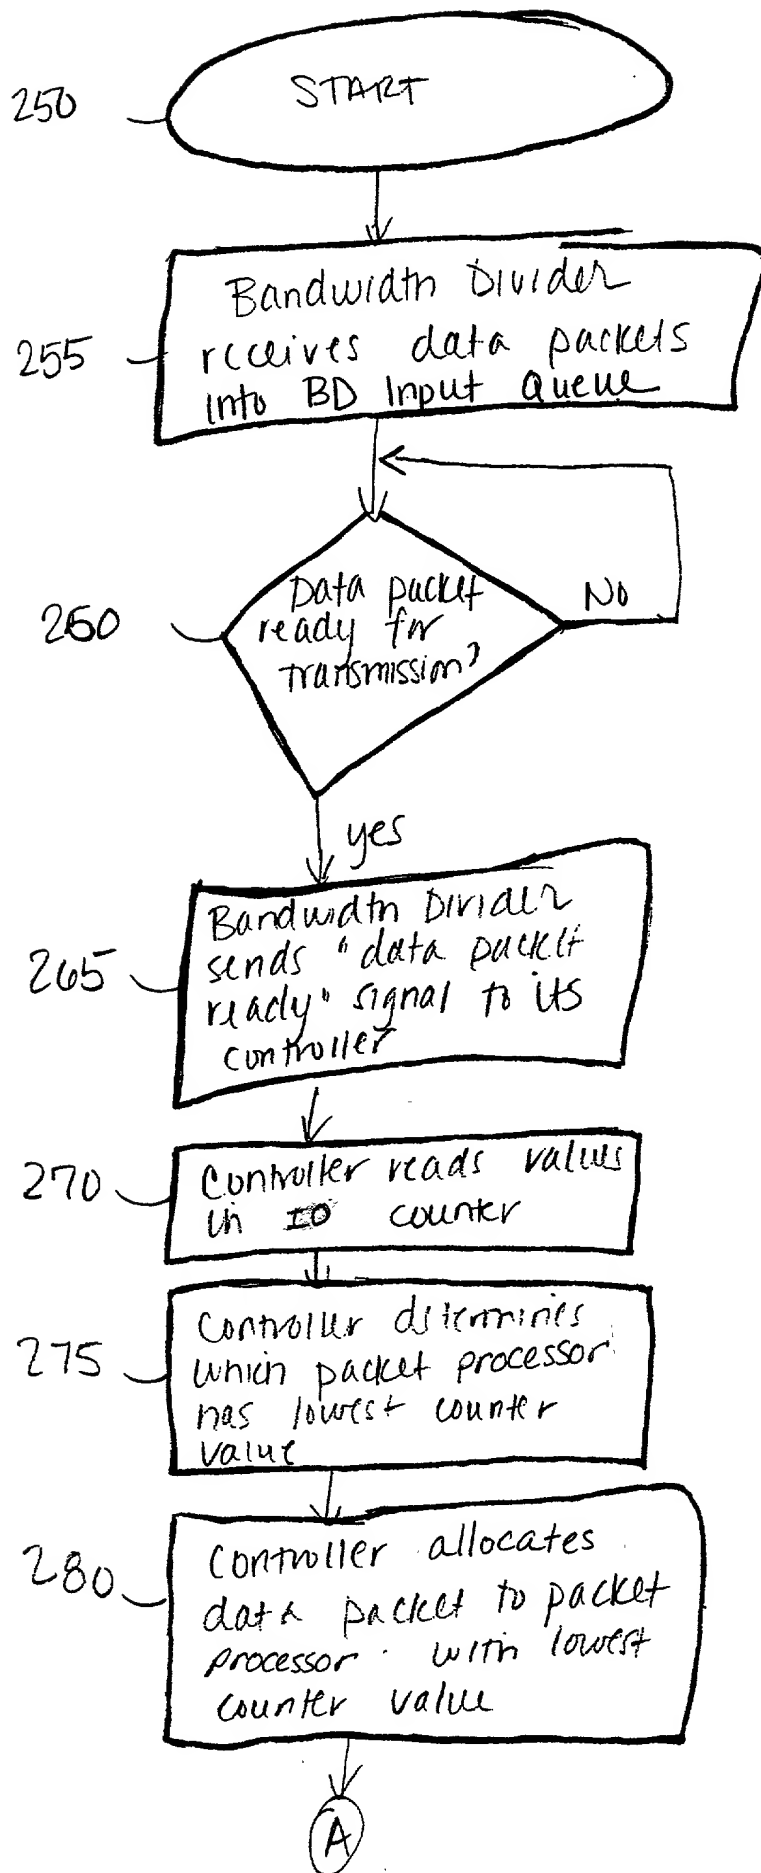 250
START
255
Bandwidth Divider
receives data packets
into BD Input Queue
260
Data packet
ready for
transmission?
No
yes
265
Bandwidth Divider
sends "data packet
ready" signal to its
controller
270
Controller reads values
in IO counter
275
Controller determines
which packet processor
has lowest counter
value
280
Controller allocates
data packet to packet
processor with lowest
counter value
A